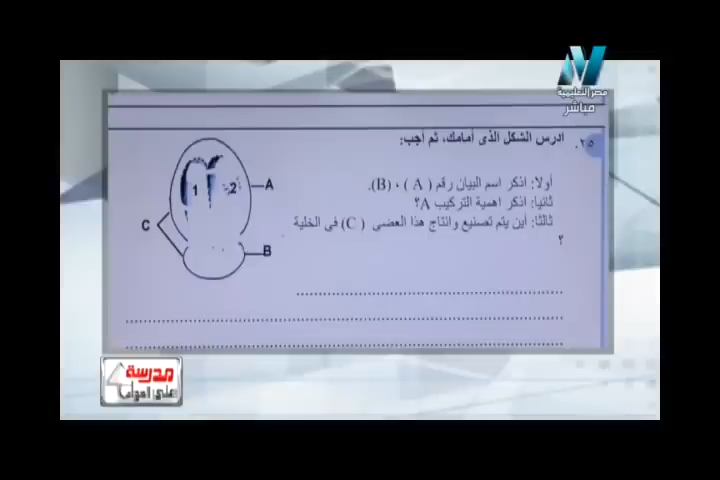 مصر التعليمية
مباشر
٢٥. ادرس الشكل الذى أمامك، ثم أجب:
أولا: اذكر اسم البيان رقم ( A ) ، (B).
ثانيا: اذكر اهمية التركيب A؟
ثالثا: أين يتم تصنيع وانتاج هذا العضى ( C) فى الخلية
؟
1
2
A
C
B
مدرسة
على الهواء